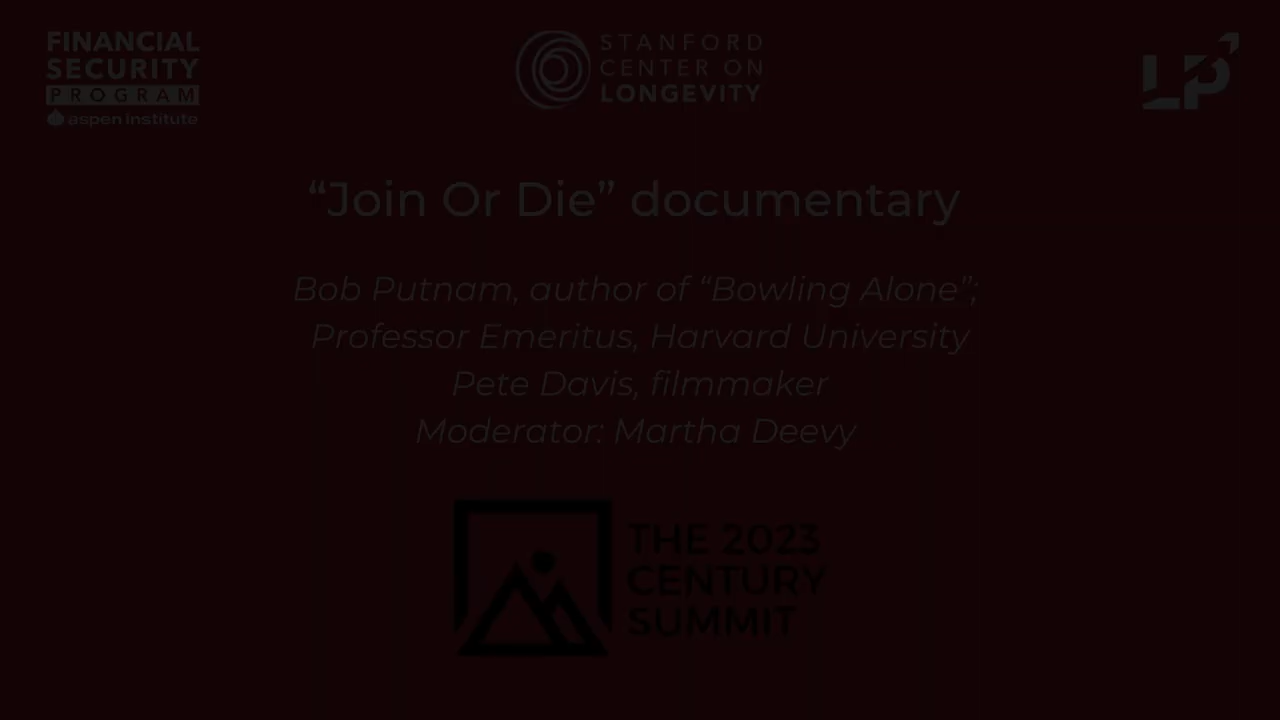 FINANCIAL
SECURITY
PROGRAM
aspen institute
STANFORD
CENTER ON
LONGEVITY
LP
“Join Or Die” documentary
Bob Putnam, author of “Bowling Alone”;
Professor Emeritus, Harvard University
Pete Davis, filmmaker
Moderator: Martha Deevy
THE 2023
CENTURY
SUMMIT